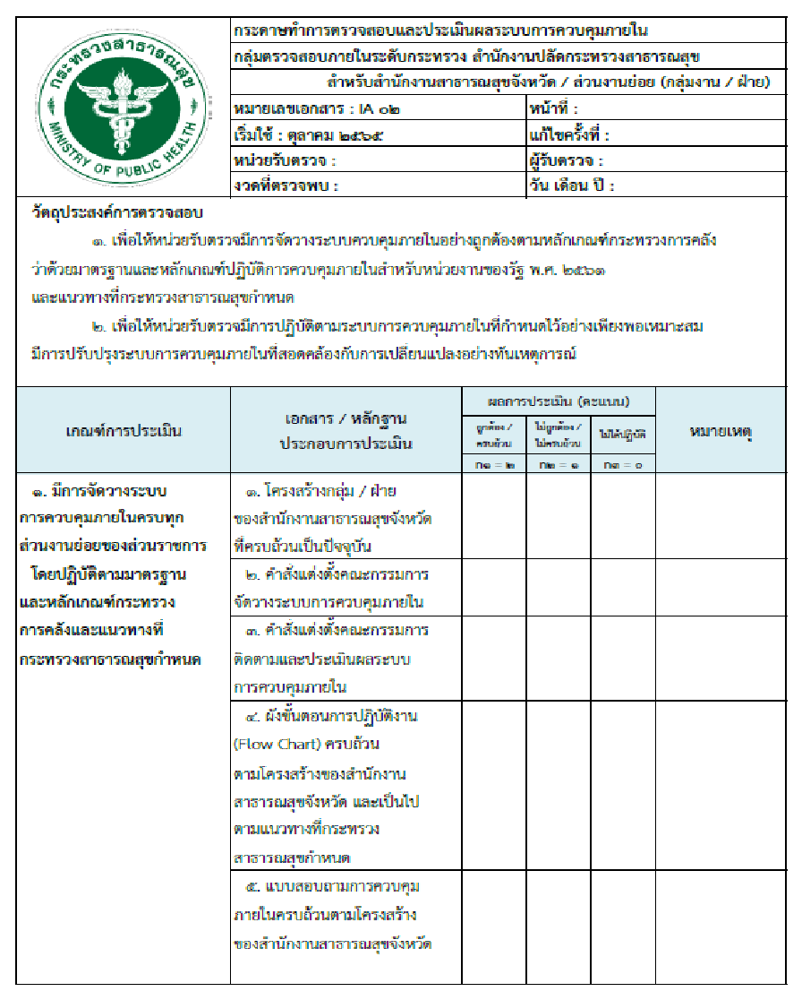 กระทรวงสาธารณสุข
MINISTRY OF PUBLIC HEALTH
กระดาษทำการตรวจสอบและประเมินผลระบบการควบคุมภายใน
กลุ่มตรวจสอบภายในระดับกระทรวง สำนักงานปลัดกระทรวงสาธารณสุข
สำหรับสำนักงานสาธารณสุขจังหวัด / ส่วนงานย่อย (กลุ่มงาน / ฝ่าย)
หมายเลขเอกสาร : IA ๐๒
หน้าที่ :
เริ่มใช้ : ตุลาคม ๒๕๖๕
แก้ไขครั้งที่ :
หน่วยรับตรวจ :
ผู้รับตรวจ :
งวดที่ตรวจพบ :
วัน เดือน ปี :
วัตถุประสงค์การตรวจสอบ
๑. เพื่อให้หน่วยรับตรวจมีการจัดวางระบบควบคุมภายในอย่างถูกต้องตามหลักเกณฑ์กระทรวงการคลัง
ว่าด้วยมาตรฐานและหลักเกณฑ์ปฏิบัติการควบคุมภายในสำหรับหน่วยงานของรัฐ พ.ศ. ๒๕๖๑
และแนวทางที่กระทรวงสาธารณสุขกำหนด
๒. เพื่อให้หน่วยรับตรวจมีการปฏิบัติตามระบบการควบคุมภายในที่กำหนดไว้อย่างเพียงพอเหมาะสม
มีการปรับปรุงระบบการควบคุมภายในที่สอดคล้องกับการเปลี่ยนแปลงอย่างทันเหตุการณ์
เกณฑ์การประเมิน
เอกสาร / หลักฐาน
ประกอบการประเมิน
ผลการประเมิน (คะแนน)
ถูกต้อง /
ครบถ้วน
ไม่ถูกต้อง /
ไม่ครบถ้วน
ไม่ได้ปฏิบัติ
หมายเหตุ
ก๑ = ๒
ก๒ = ๑
ก๓ = ๐
๑. มีการจัดวางระบบ
การควบคุมภายในครบทุก
ส่วนงานย่อยของส่วนราชการ
โดยปฏิบัติตามมาตรฐาน
และหลักเกณฑ์กระทรวง
การคลังและแนวทางที่
กระทรวงสาธารณสุขกำหนด
๑. โครงสร้างกลุ่ม / ฝ่าย
ของสำนักงานสาธารณสุขจังหวัด
ที่ครบถ้วนเป็นปัจจุบัน
๒. คำสั่งแต่งตั้งคณะกรรมการ
จัดวางระบบการควบคุมภายใน
๓. คำสั่งแต่งตั้งคณะกรรมการ
ติดตามและประเมินผลระบบ
การควบคุมภายใน
๔. ผังขั้นตอนการปฏิบัติงาน
(Flow Chart) ครบถ้วน
ตามโครงสร้างของสำนักงาน
สาธารณสุขจังหวัด และเป็นไป
ตามแนวทางที่กระทรวง
สาธารณสุขกำหนด
๕. แบบสอบถามการควบคุม
ภายในครบถ้วนตามโครงสร้าง
ของสำนักงานสาธารณสุขจังหวัด